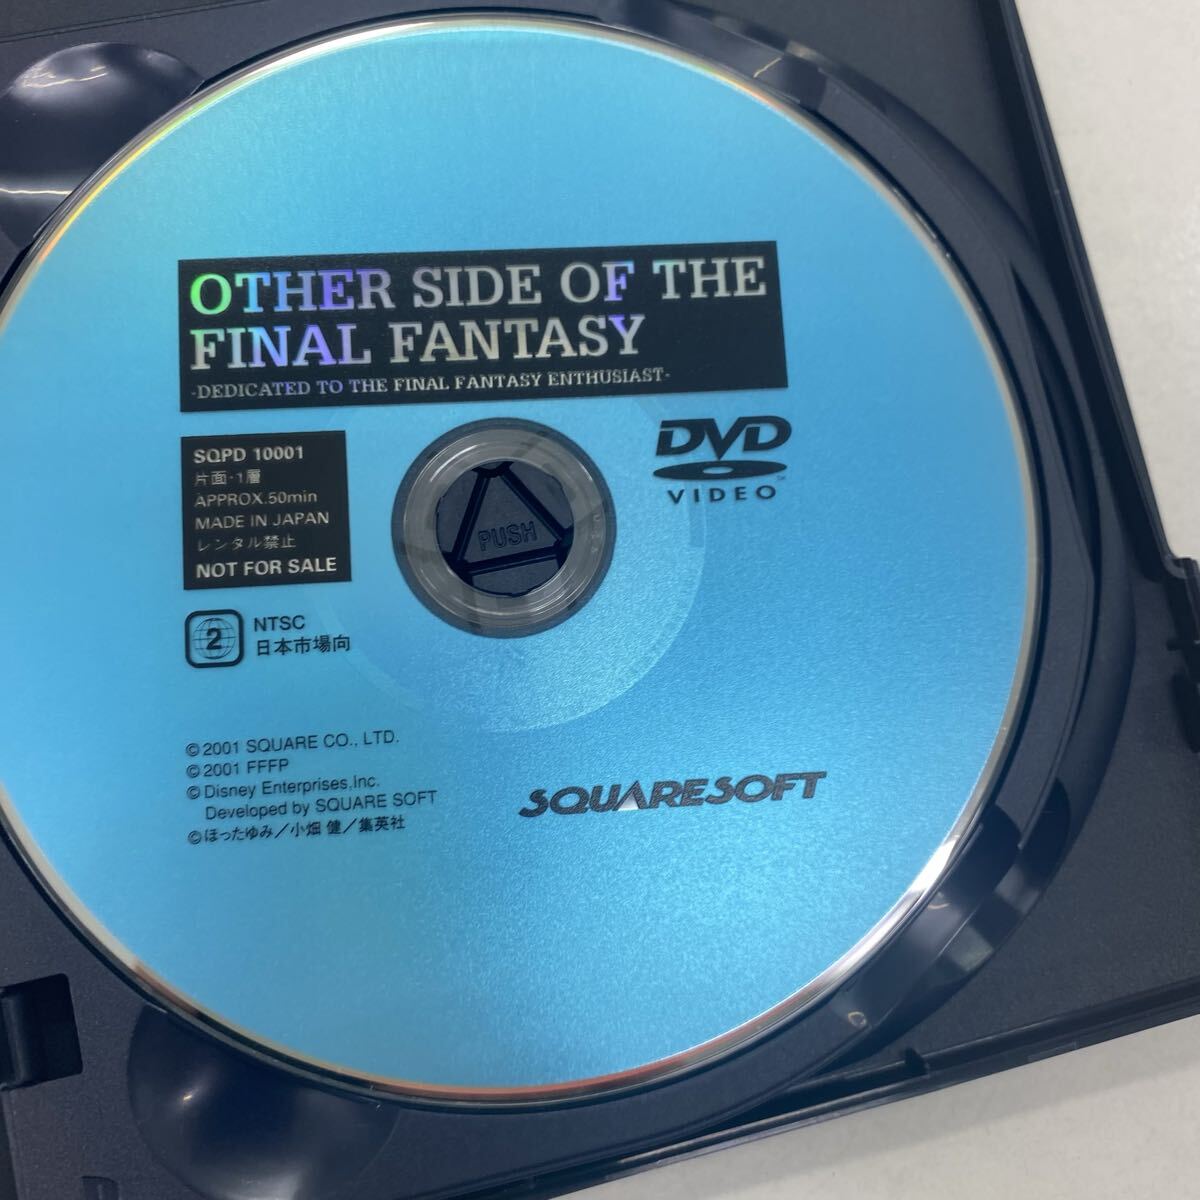 OTHER SIDE OF THE
FINAL FANTASY
-DEDICATED TO THE FINAL FANTASY ENTHUSIAST-
SQPD 10001
片面・1層
APPROX.50min
MADE IN JAPAN
レンタル禁止
NOT FOR SALE
DVD
VIDEO
PUSH
2
NTSC
日本市場向
© 2001 SQUARE CO., LTD.
© 2001 FFFP
© Disney Enterprises,Inc.
Developed by SQUARE SOFT
©ほったゆみ／小畑 健／集英社
SQUARESOFT